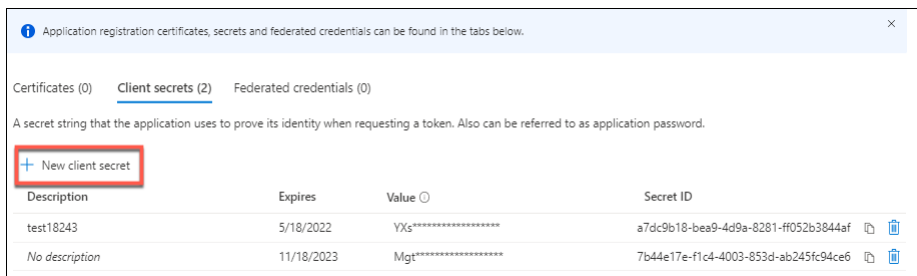 Application registration certificates, secrets and federated credentials can be found in the tabs below.
Certificates (0) Client secrets (2) Federated credentials (0)
A secret string that the application uses to prove its identity when requesting a token. Also can be referred to as application password.
+ New client secret
Description Expires Value Secret ID
test18243 5/18/2022 YXs****************** a7dc9b18-bea9-4d9a-8281-ff052b3844af
No description 11/18/2023 Mgt****************** 7b44e17e-f1c4-4003-853d-ab245fc94ce6